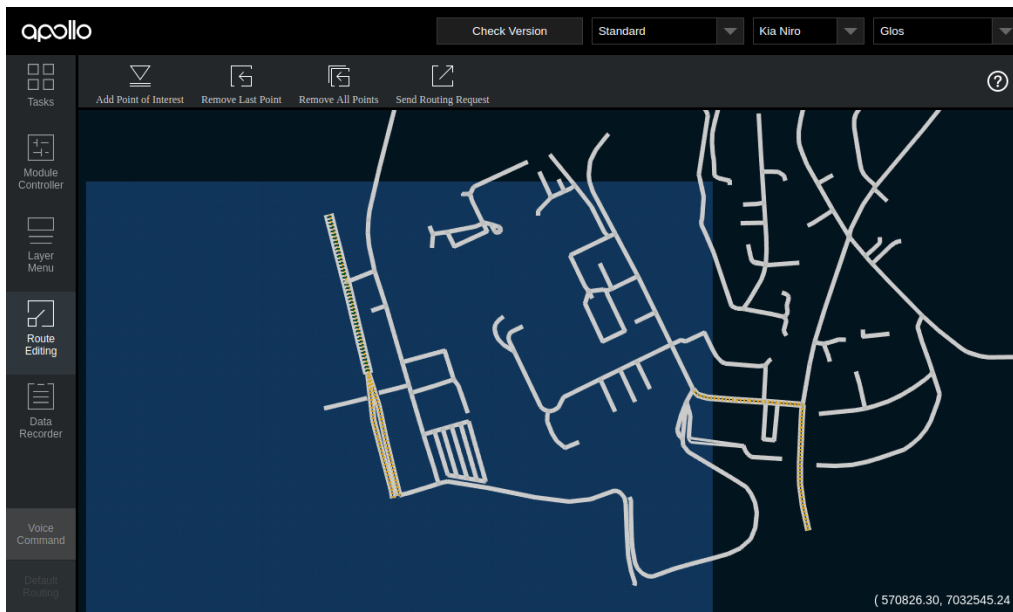 apollo
Check Version
Standard
Kia Niro
Glos
Tasks
Add Point of Interest
Remove Last Point
Remove All Points
Send Routing Request
?
Module
Controller
Layer
Menu
Route
Editing
Data
Recorder
Voice
Command
Default
Routing
( 570826.30, 7032545.24